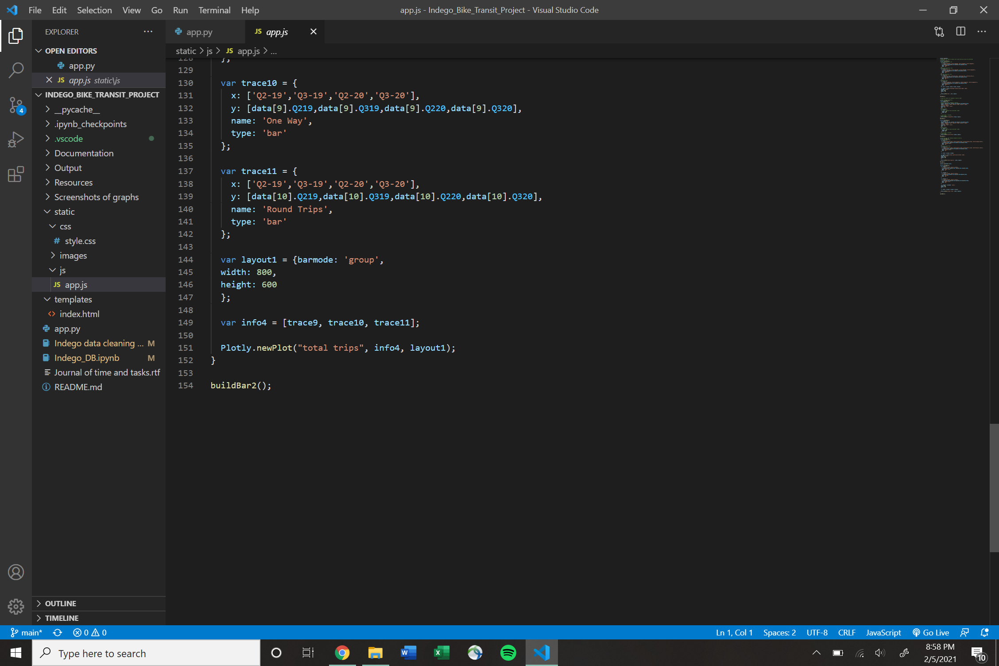 File Edit Selection View Go Run Terminal Help
app.js - Indego_Bike_Transit_Project - Visual Studio Code
EXPLORER
OPEN EDITORS
app.py
JS app.js static\js
INDEGO_BIKE_TRANSIT_PROJECT
__pycache__
.ipynb_checkpoints
.vscode
Documentation
Output
Resources
Screenshots of graphs
static
css
# style.css
images
js
JS app.js
templates
<> index.html
app.py
Indego data cleaning ... M
Indego_DB.ipynb M
Journal of time and tasks.rtf
README.md
OUTLINE
TIMELINE
4
app.py
JS app.js
static > js > JS app.js > ...
128 };
129
130 var trace10 = {
131 x: ['Q2-19','Q3-19','Q2-20','Q3-20'],
132 y: [data[9].Q219,data[9].Q319,data[9].Q220,data[9].Q320],
133 name: 'One Way',
134 type: 'bar'
135 };
136
137 var trace11 = {
138 x: ['Q2-19','Q3-19','Q2-20','Q3-20'],
139 y: [data[10].Q219,data[10].Q319,data[10].Q220,data[10].Q320],
140 name: 'Round Trips',
141 type: 'bar'
142 };
143
144 var layout1 = {barmode: 'group',
145 width: 800,
146 height: 600
147 };
148
149 var info4 = [trace9, trace10, trace11];
150
151 Plotly.newPlot("total trips", info4, layout1);
152 }
153
154 buildBar2();
main* 0 0
Ln 1, Col 1 Spaces: 2 UTF-8 CRLF JavaScript Go Live
Type here to search
8:58 PM
2/5/2021
10